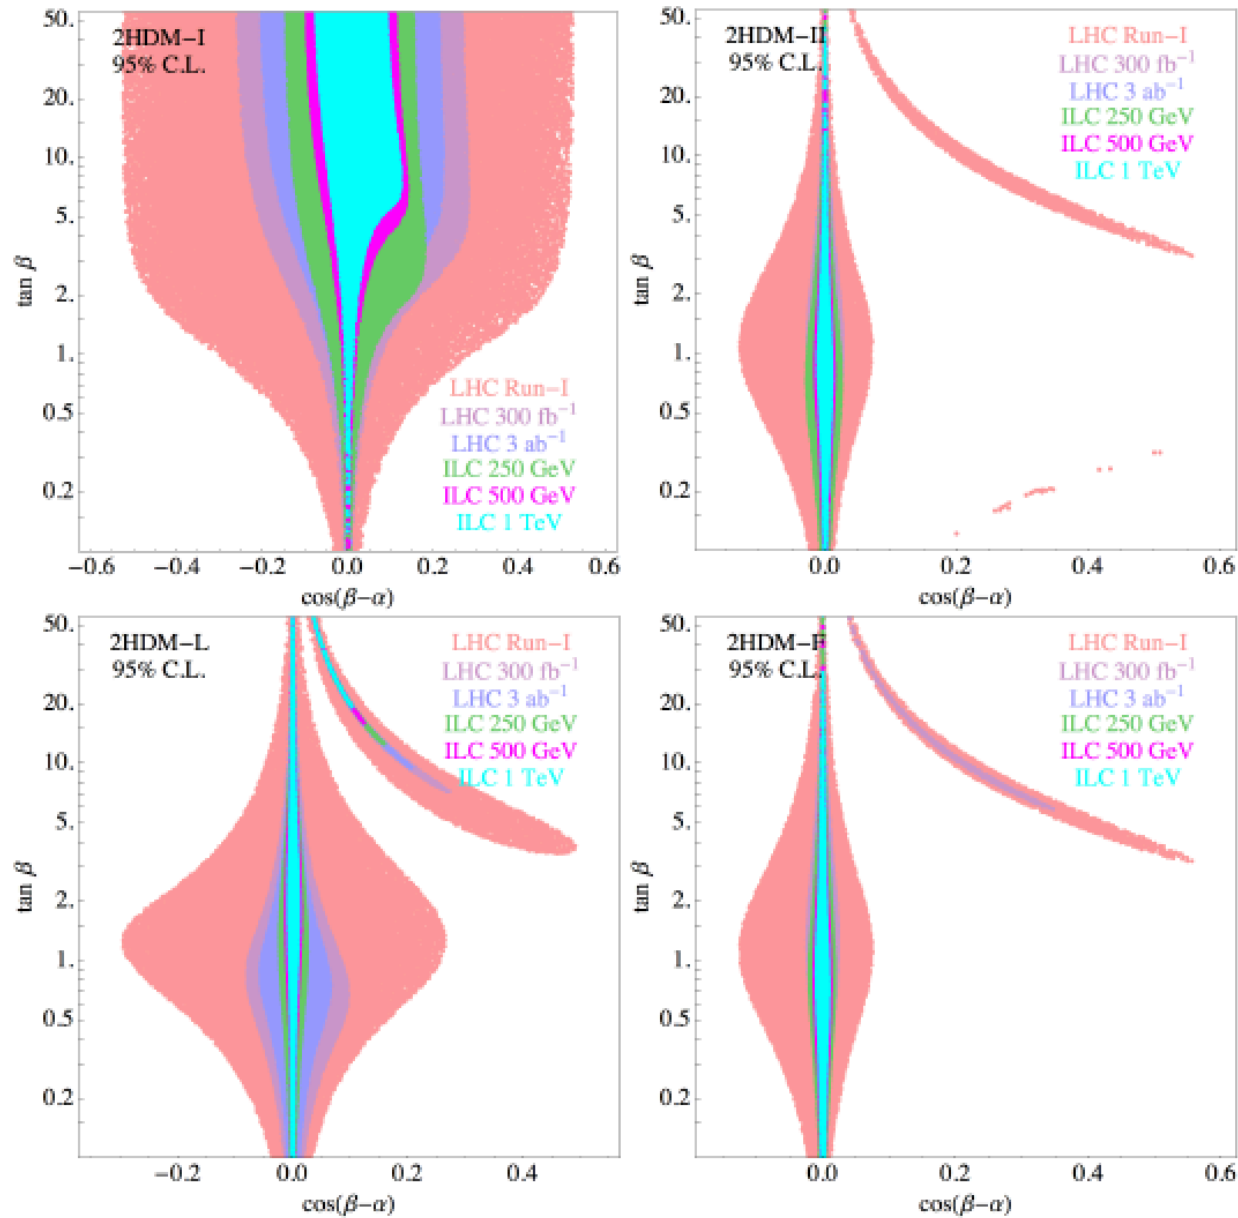 50.
20.
10.
5.
2.
1.
0.5
0.2
tan β
2HDM−I
95% C.L.
LHC Run−I
LHC 300 fb⁻¹
LHC 3 ab⁻¹
ILC 250 GeV
ILC 500 GeV
ILC 1 TeV
−0.6 −0.4 −0.2 0.0 0.2 0.4 0.6
cos(β−α)
50.
20.
10.
5.
2.
1.
0.5
0.2
tan β
2HDM−II
95% C.L.
LHC Run−I
LHC 300 fb⁻¹
LHC 3 ab⁻¹
ILC 250 GeV
ILC 500 GeV
ILC 1 TeV
0.0 0.2 0.4 0.6
cos(β−α)
50.
20.
10.
5.
2.
1.
0.5
0.2
tan β
2HDM−L
95% C.L.
LHC Run−I
LHC 300 fb⁻¹
LHC 3 ab⁻¹
ILC 250 GeV
ILC 500 GeV
ILC 1 TeV
−0.2 0.0 0.2 0.4
cos(β−α)
50.
20.
10.
5.
2.
1.
0.5
0.2
tan β
2HDM−F
95% C.L.
LHC Run−I
LHC 300 fb⁻¹
LHC 3 ab⁻¹
ILC 250 GeV
ILC 500 GeV
ILC 1 TeV
0.0 0.2 0.4 0.6
cos(β−α)